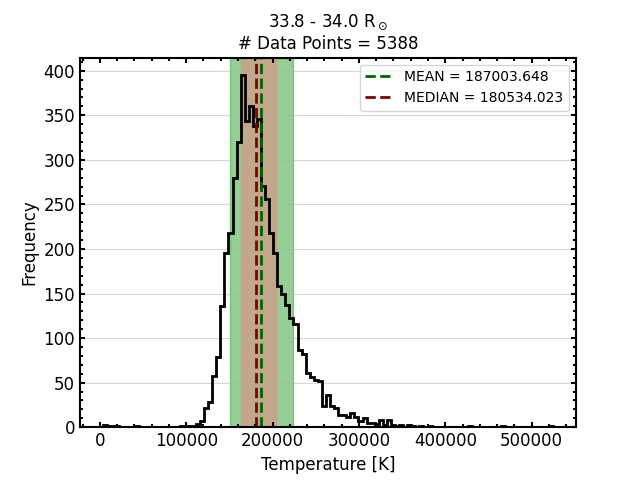 33.8 - 34.0 R⊙
# Data Points = 5388
MEAN = 187003.648
MEDIAN = 180534.023
Frequency
400
350
300
250
200
150
100
50
0
0 100000 200000 300000 400000 500000
Temperature [K]